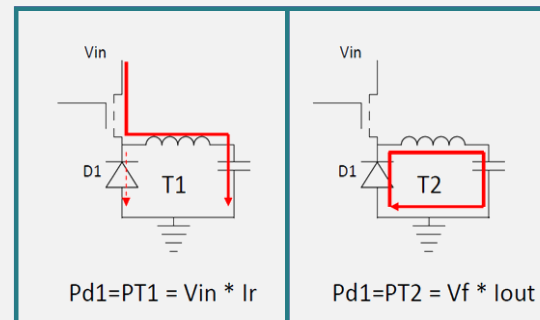 Vin
D1
T1
Pd1=PT1 = Vin * Ir
Vin
D1
T2
Pd1=PT2 = Vf * Iout